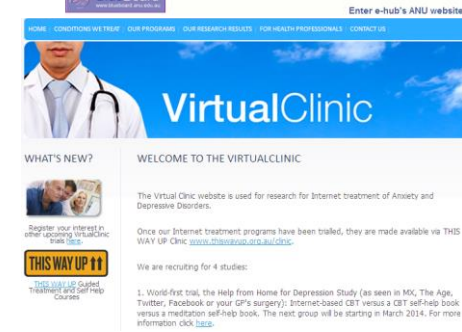 www.blueboard.anu.edu.au
Enter e-hub's ANU website
HOME | CONDITIONS WE TREAT | OUR PROGRAMS | OUR RESEARCH RESULTS | FOR HEALTH PROFESSIONALS | CONTACT US
VirtualClinic
WHAT'S NEW?
Register your interest in
other upcoming VirtualClinic
trials here.
THIS WAY UP
THIS WAY UP Guided
Treatment and Self Help
Courses
WELCOME TO THE VIRTUALCLINIC
The Virtual Clinic website is used for research for Internet treatment of Anxiety and
Depressive Disorders.
Once our Internet treatment programs have been trialled, they are made available via THIS
WAY UP Clinic www.thiswayup.org.au/clinic.
We are recruiting for 4 studies:
1. World-first trial, the Help from Home for Depression Study (as seen in MX, The Age,
Twitter, Facebook or your GP's surgery): Internet-based CBT versus a CBT self-help book
versus a meditation self-help book. The next group will be starting in March 2014. For more
information click here.